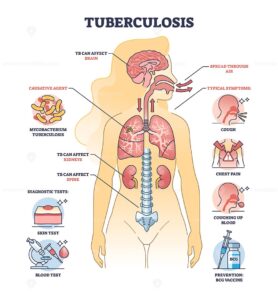 TUBERCULOSIS
TB CAN AFFECT
BRAIN
SPREAD THROUGH
AIR
CAUSATIVE AGENT
TYPICAL SYMPTOMS:
MYCOBACTERIUM
TUBERCULOSIS
COUGH
TB CAN AFFECT
KIDNEYS
TB CAN AFFECT
SPINE
CHEST PAIN
DIAGNOSTIC TESTS:
SKIN TEST
COUGHING UP
BLOOD
BCG
BLOOD TEST
PREVENTION:
BCG VACCINE